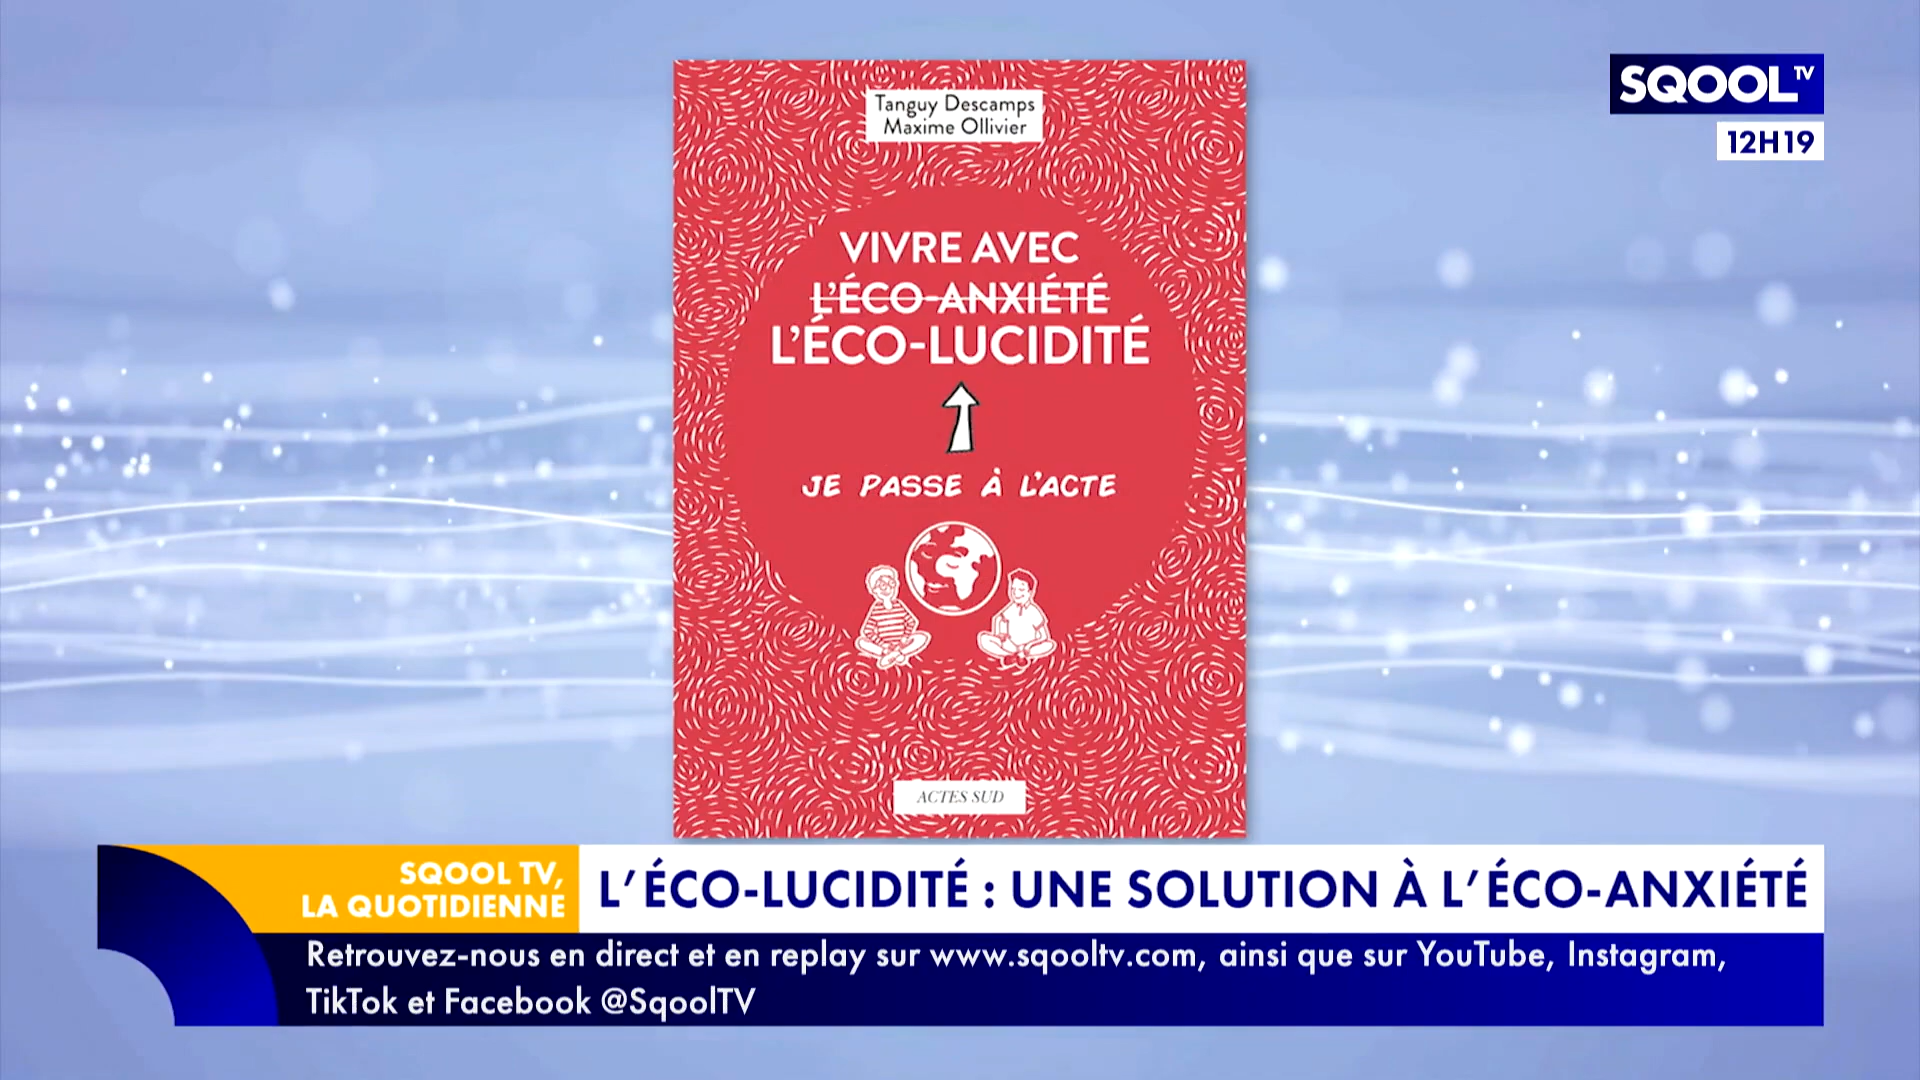 SQOOL TV
12H19
Tanguy Descamps
Maxime Ollivier
VIVRE AVEC
L'ÉCO-ANXIÉTÉ
L'ÉCO-LUCIDITÉ
JE PASSE À L'ACTE
ACTES SUD
SQOOL TV,
LA QUOTIDIENNE
L'ÉCO-LUCIDITÉ : UNE SOLUTION À L'ÉCO-ANXIÉTÉ
Retrouvez-nous en direct et en replay sur www.sqooltv.com, ainsi que sur YouTube, Instagram,
TikTok et Facebook @SqoolTV